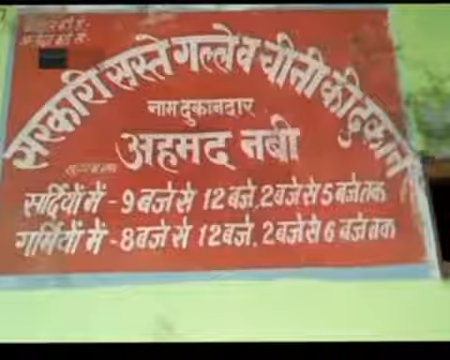 सरकारी सस्ते गल्ले व चीनी की दुकान
नाम दुकानदार
अहमद नबी
सर्दियों में - 9 बजे से 12 बजे, 2 बजे से 5 बजे तक
गर्मियों में - 8 बजे से 12 बजे, 2 बजे से 6 बजे तक